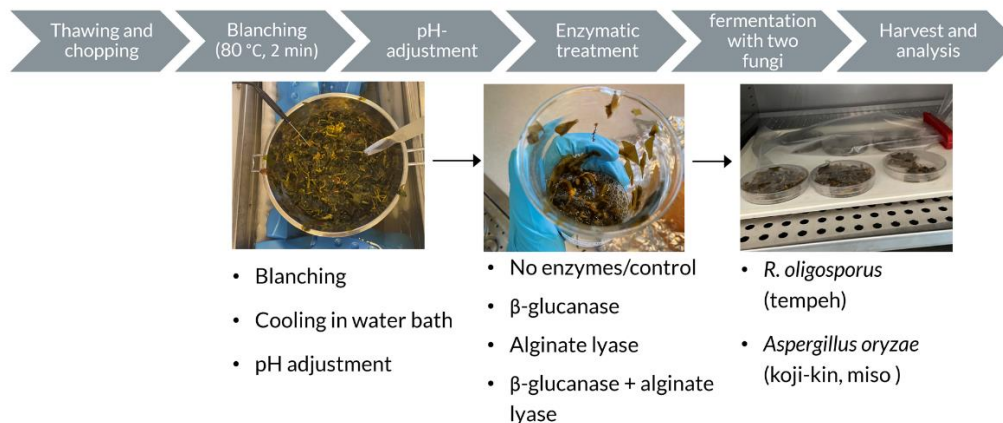 Thawing and
chopping
Blanching
(80 °C, 2 min)
pH-
adjustment
Enzymatic
treatment
fermentation
with two
fungi
Harvest and
analysis
• Blanching
• Cooling in water bath
• pH adjustment
• No enzymes/control
• β-glucanase
• Alginate lyase
• β-glucanase + alginate
lyase
• R. oligosporus
(tempeh)
• Aspergillus oryzae
(koji-kin, miso )